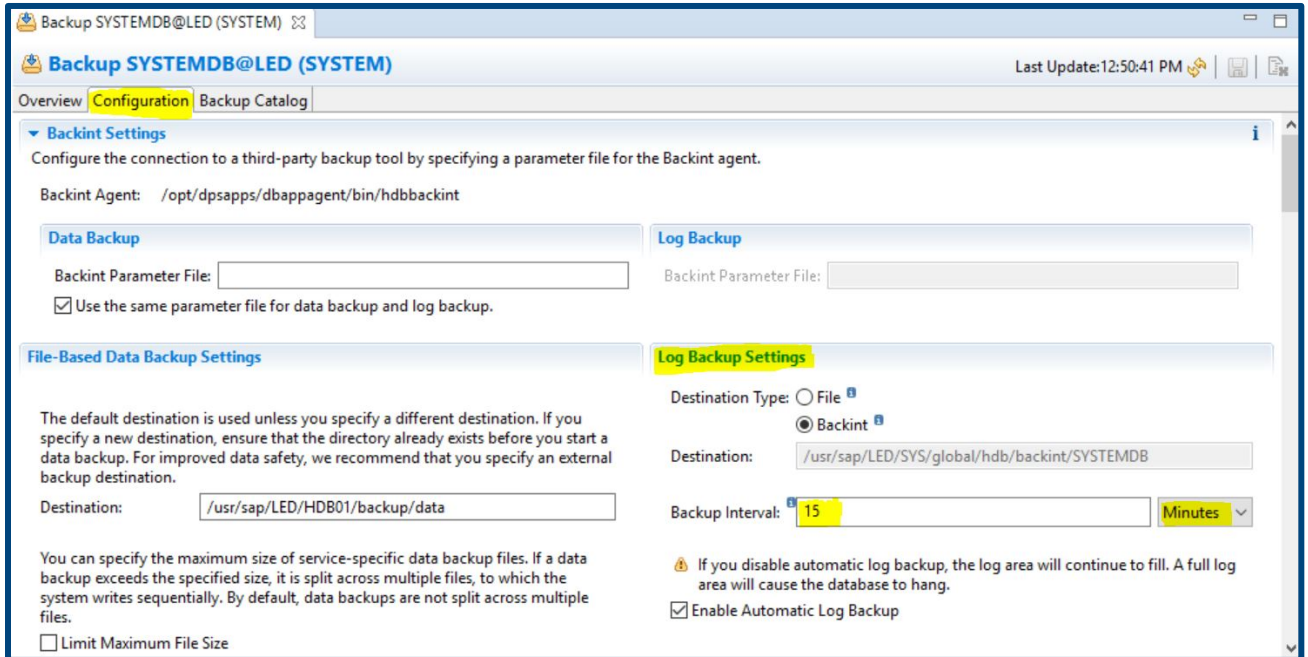 Backup SYSTEMDB@LED (SYSTEM)
Backup SYSTEMDB@LED (SYSTEM)
Last Update:12:50:41 PM
Overview Configuration Backup Catalog
Backint Settings
Configure the connection to a third-party backup tool by specifying a parameter file for the Backint agent.
Backint Agent: /opt/dpsapps/dbappagent/bin/hdbbackint
Data Backup
Backint Parameter File:
Use the same parameter file for data backup and log backup.
Log Backup
Backint Parameter File:
File-Based Data Backup Settings
The default destination is used unless you specify a different destination. If you
specify a new destination, ensure that the directory already exists before you start a
data backup. For improved data safety, we recommend that you specify an external
backup destination.
Destination: /usr/sap/LED/HDB01/backup/data
You can specify the maximum size of service-specific data backup files. If a data
backup exceeds the specified size, it is split across multiple files, to which the
system writes sequentially. By default, data backups are not split across multiple
files.
Limit Maximum File Size
Log Backup Settings
Destination Type: File
Backint
Destination: /usr/sap/LED/SYS/global/hdb/backint/SYSTEMDB
Backup Interval: 15 Minutes
If you disable automatic log backup, the log area will continue to fill. A full log
area will cause the database to hang.
Enable Automatic Log Backup